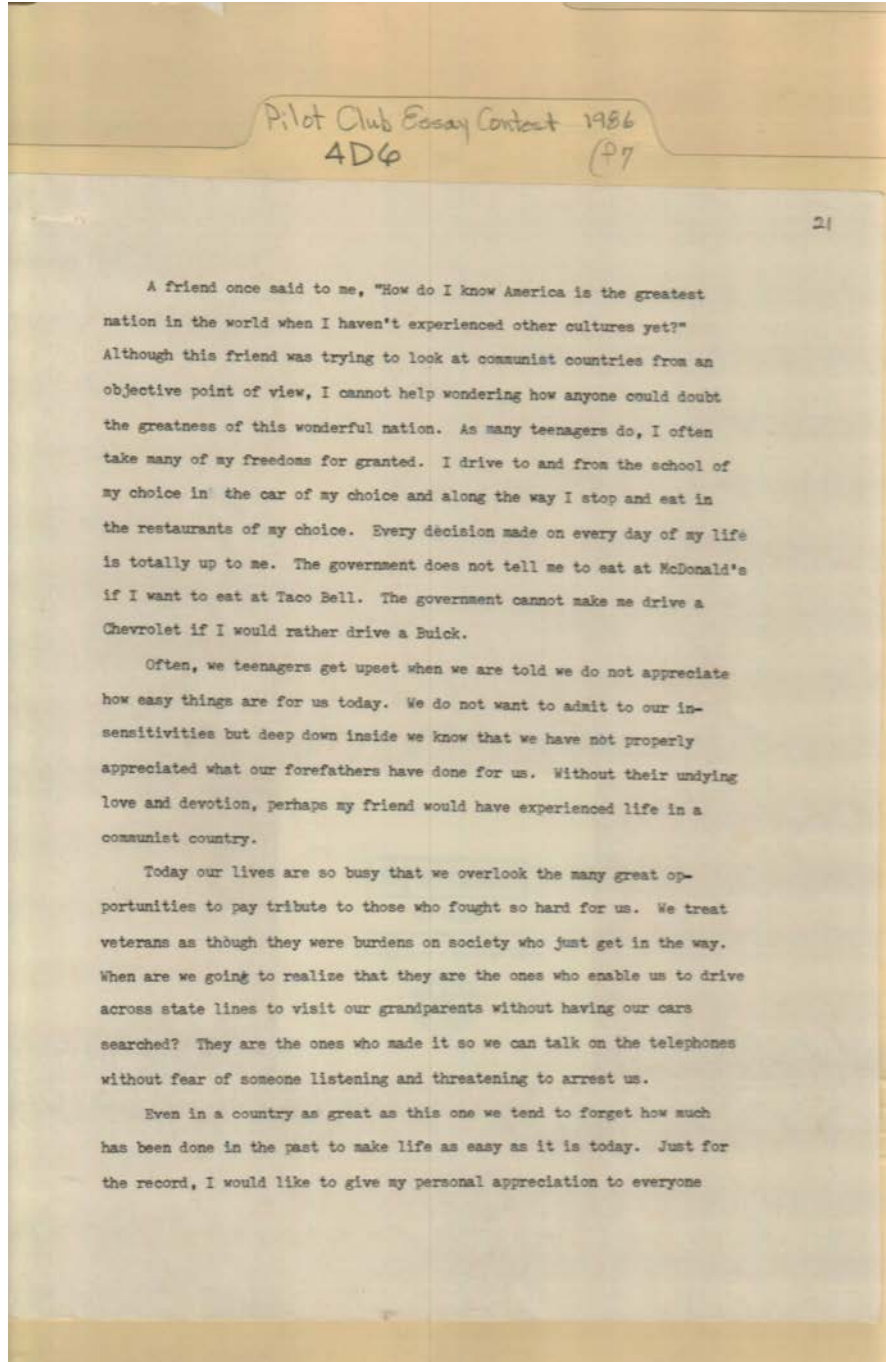 Pilot Club Essay Contest 1986
4D6 (P7
21
A friend once said to me, "How do I know America is the greatest
nation in the world when I haven't experienced other cultures yet?"
Although this friend was trying to look at communist countries from an
objective point of view, I cannot help wondering how anyone could doubt
the greatness of this wonderful nation. As many teenagers do, I often
take many of my freedoms for granted. I drive to and from the school of
my choice in the car of my choice and along the way I stop and eat in
the restaurants of my choice. Every decision made on every day of my life
is totally up to me. The government does not tell me to eat at McDonald's
if I want to eat at Taco Bell. The government cannot make me drive a
Chevrolet if I would rather drive a Buick.
Often, we teenagers get upset when we are told we do not appreciate
how easy things are for us today. We do not want to admit to our in-
sensitivities but deep down inside we know that we have not properly
appreciated what our forefathers have done for us. Without their undying
love and devotion, perhaps my friend would have experienced life in a
communist country.
Today our lives are so busy that we overlook the many great op-
portunities to pay tribute to those who fought so hard for us. We treat
veterans as though they were burdens on society who just get in the way.
When are we going to realize that they are the ones who enable us to drive
across state lines to visit our grandparents without having our cars
searched? They are the ones who made it so we can talk on the telephones
without fear of someone listening and threatening to arrest us.
Even in a country as great as this one we tend to forget how much
has been done in the past to make life as easy as it is today. Just for
the record, I would like to give my personal appreciation to everyone